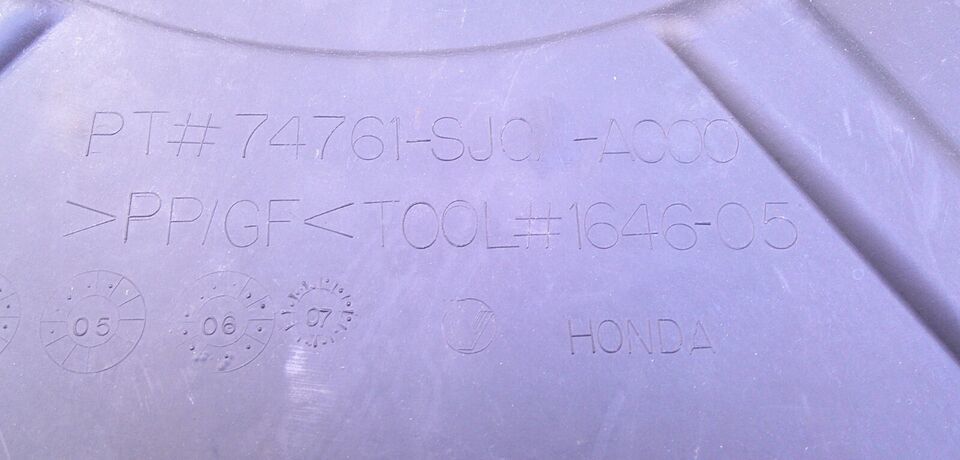 PT# 74761-SJC -A000
>PP/GF< TOOL#1646-05
05 06 07 HONDA